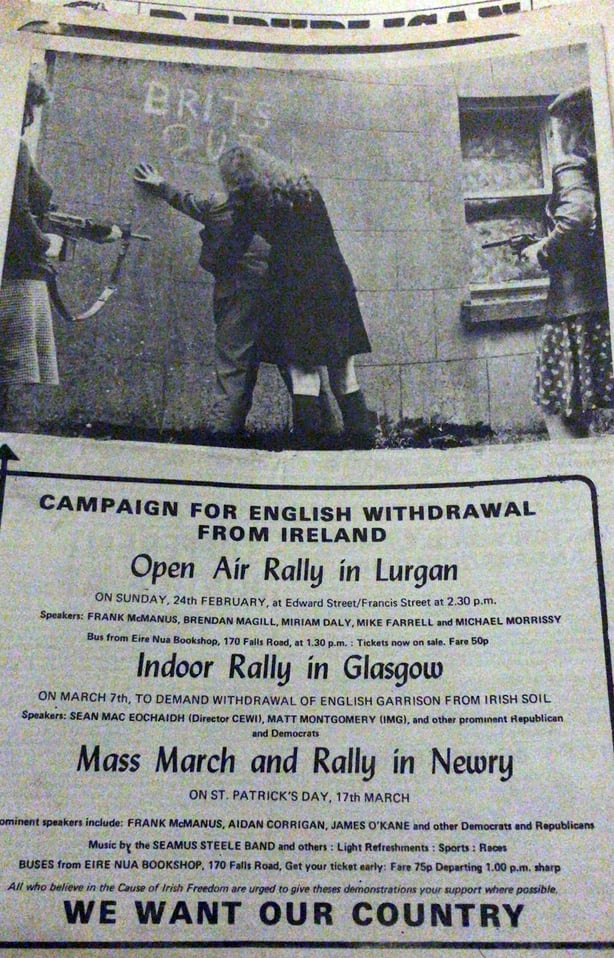 REPUBLICAN
BRITS
OUT
CAMPAIGN FOR ENGLISH WITHDRAWAL
FROM IRELAND
Open Air Rally in Lurgan
ON SUNDAY, 24th FEBRUARY, at Edward Street/Francis Street at 2.30 p.m.
Speakers: FRANK McMANUS, BRENDAN MAGILL, MIRIAM DALY, MIKE FARRELL and MICHAEL MORRISSY
Bus from Eire Nua Bookshop, 170 Falls Road, at 1.30 p.m. : Tickets now on sale. Fare 50p
Indoor Rally in Glasgow
ON MARCH 7th, TO DEMAND WITHDRAWAL OF ENGLISH GARRISON FROM IRISH SOIL
Speakers: SEAN MAC EOCHAIDH (Director CEWI), MATT MONTGOMERY (IMG), and other prominent Republican
and Democrats
Mass March and Rally in Newry
ON ST. PATRICK'S DAY, 17th MARCH
ominent speakers include: FRANK McMANUS, AIDAN CORRIGAN, JAMES O'KANE and other Democrats and Republicans
Music by the SEAMUS STEELE BAND and others : Light Refreshments : Sports : Races
BUSES from EIRE NUA BOOKSHOP, 170 Falls Road, Get your ticket early: Fare 75p Departing 1.00 p.m. sharp
All who believe in the Cause of Irish Freedom are urged to give theses demonstrations your support where possible.
WE WANT OUR COUNTRY